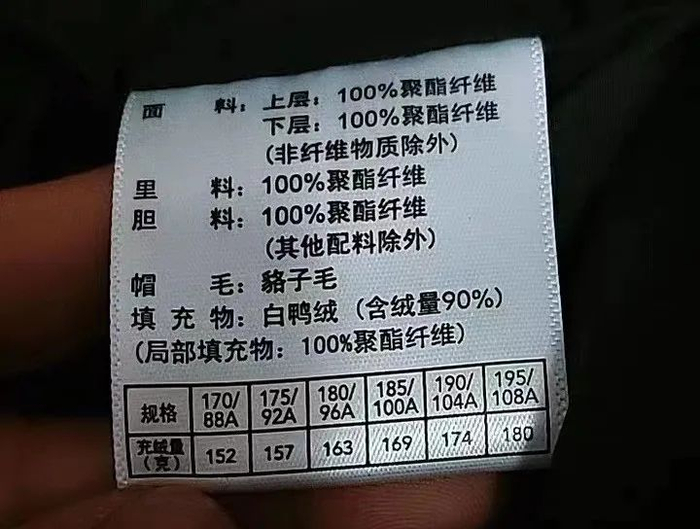 面 料：上层：100%聚酯纤维
下层：100%聚酯纤维
(非纤维物质除外)
里 料：100%聚酯纤维
胆 料：100%聚酯纤维
(其他配料除外)
帽 毛：貉子毛
填 充 物：白鸭绒（含绒量90%）
(局部填充物：100%聚酯纤维)
规格 170/88A 175/92A 180/96A 185/100A 190/104A 195/108A
充绒量（克） 152 157 163 169 174 180